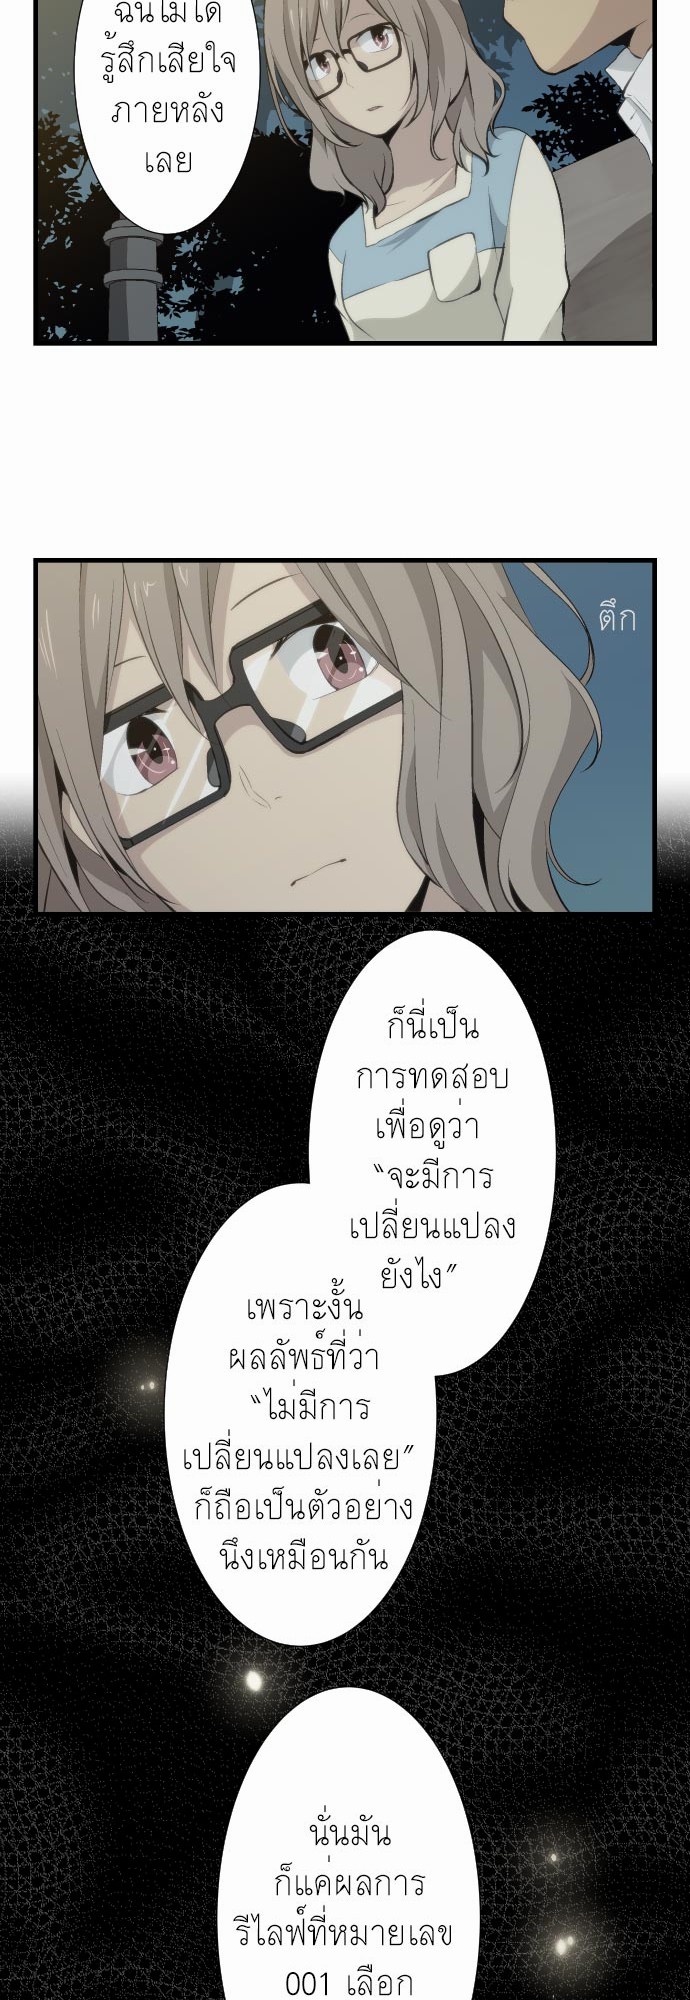 ฉันไม่ได้
รู้สึกเสียใจ
ภายหลัง
เลย
ตึก
ก็นี่เป็น
การทดสอบ
เพื่อดูว่า
“จะมีการ
เปลี่ยนแปลง
ยังไง”
เพราะงั้น
ผลลัพธ์ที่ว่า
“ไม่มีการ
เปลี่ยนแปลงเลย”
ก็ถือเป็นตัวอย่าง
นึงเหมือนกัน
นั่นมัน
ก็แค่ผลการ
รีไลฟ์ที่หมายเลข
001 เลือก